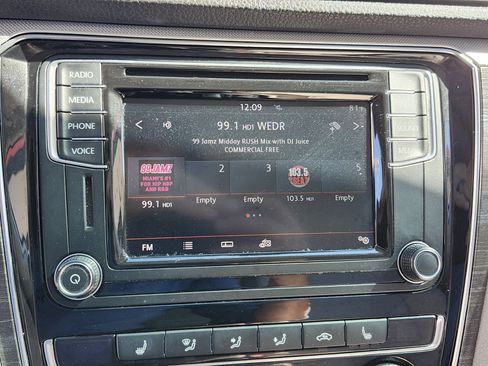 RADIO
MEDIA
PHONE
VOICE
12:09
81
99.1 HD1 WEDR
99 Jamz Midday RUSH Mix with DJ Juice
COMMERCIAL FREE
99JAMZ
MIAMI'S #1
FOR HIP HOP
AND R&B
2
3
103.5
5
99.1 HD1
Empty
Empty
103.5 HD1
Empty
FM
SOUND
MENU